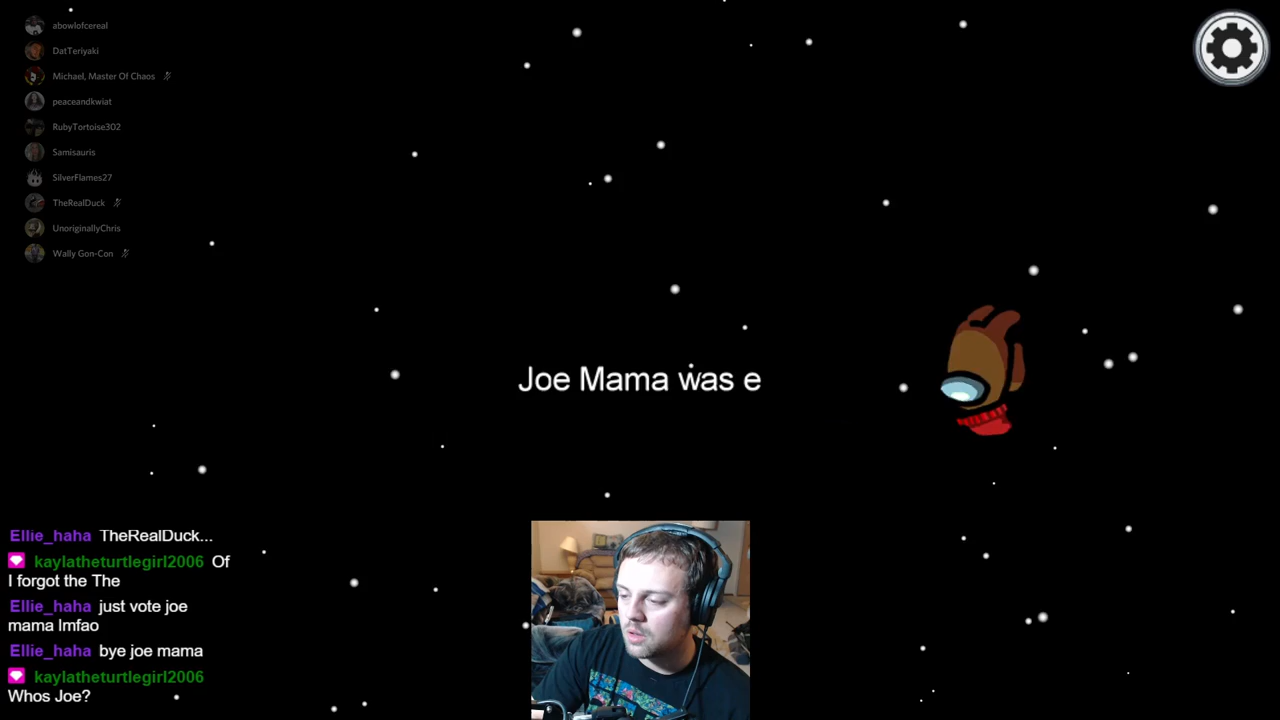 abowlofcereal
DatTeriyaki
Michael, Master Of Chaos
peaceandkwiat
RubyTortoise302
Samisauris
SilverFlames27
TheRealDuck
UnoriginallyChris
Wally Gon-Con
Joe Mama was e
Ellie_haha TheRealDuck...
kaylatheturtlegirl2006 Of
I forgot the The
Ellie_haha just vote joe
mama lmfao
Ellie_haha bye joe mama
kaylatheturtlegirl2006
Whos Joe?